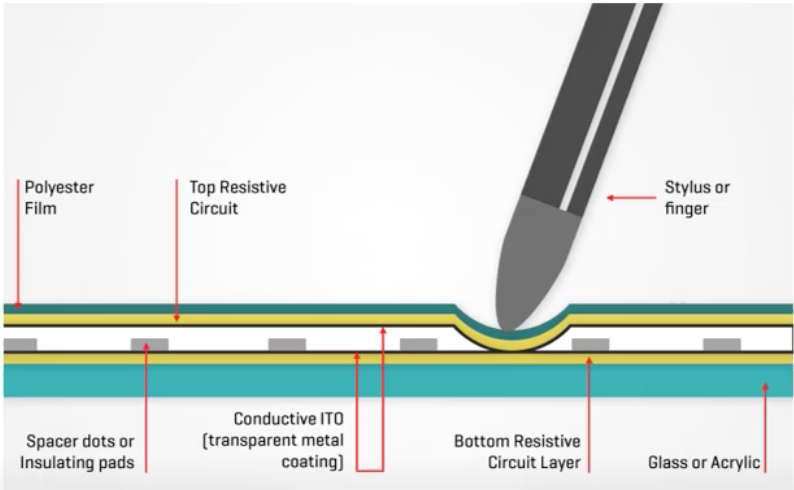 Polyester
Film
Top Resistive
Circuit
Stylus or
finger
Spacer dots or
Insulating pads
Conductive ITO
(transparent metal
coating)
Bottom Resistive
Circuit Layer
Glass or Acrylic